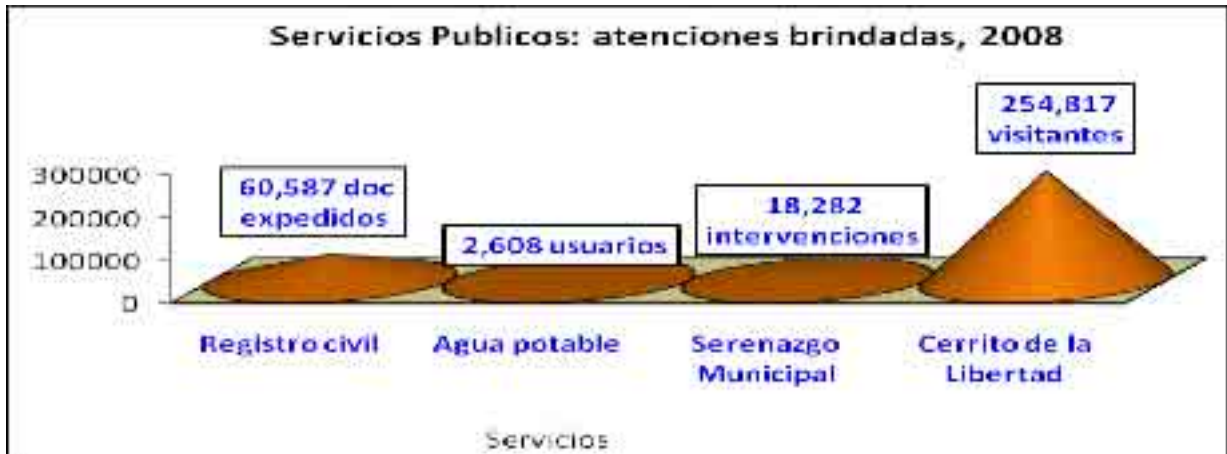 Servicios Publicos: atenciones brindadas, 2008
254,817
visitantes
300000
200000
100000
0
60,587 doc
expedidos
2,608 usuarios
18,282
intervenciones
Registro civil
Agua potable
Serenazgo
Municipal
Cerrito de la
Libertad
Servicios